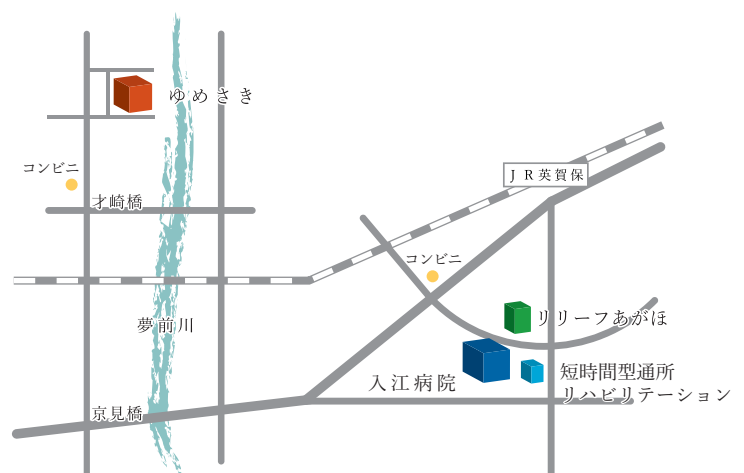 ゆめさき
コンビニ
ＪＲ英賀保
才崎橋
コンビニ
夢前川
リリーフあがほ
入江病院
短時間型通所
リハビリテーション
京見橋